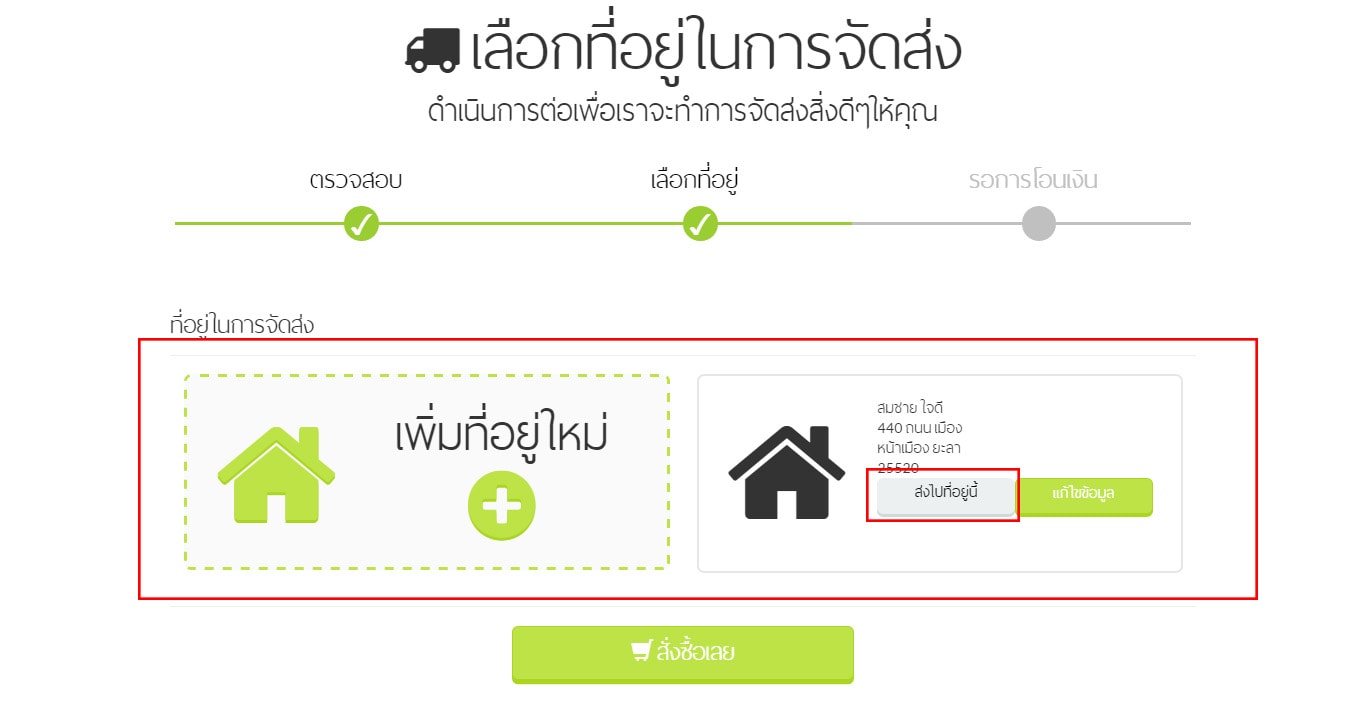 เลือกที่อยู่ในการจัดส่ง
ดำเนินการต่อเพื่อเราจะทำการจัดส่งสิ่งดีๆให้คุณ
ตรวจสอบ
เลือกที่อยู่
รอการโอนเงิน
ที่อยู่ในการจัดส่ง
เพิ่มที่อยู่ใหม่
สมชาย ใจดี
440 ถนน เมือง
หน้าเมือง ยะลา
25520
ส่งไปที่อยู่นี้
แก้ไขข้อมูล
สั่งซื้อเลย